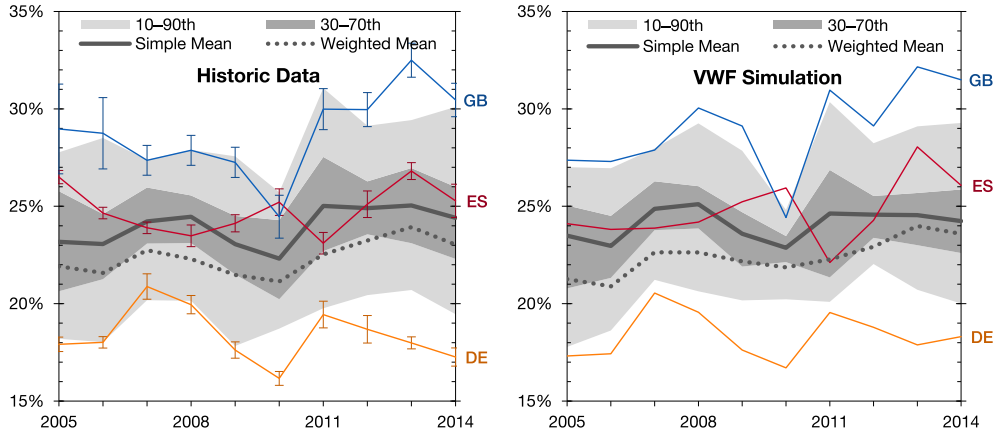 35%
10–90th
30–70th
Simple Mean
Weighted Mean
Historic Data
30%
GB
25%
ES
20%
DE
15%
2005
2008
2011
2014
35%
10–90th
30–70th
Simple Mean
Weighted Mean
VWF Simulation
30%
GB
25%
ES
20%
DE
15%
2005
2008
2011
2014